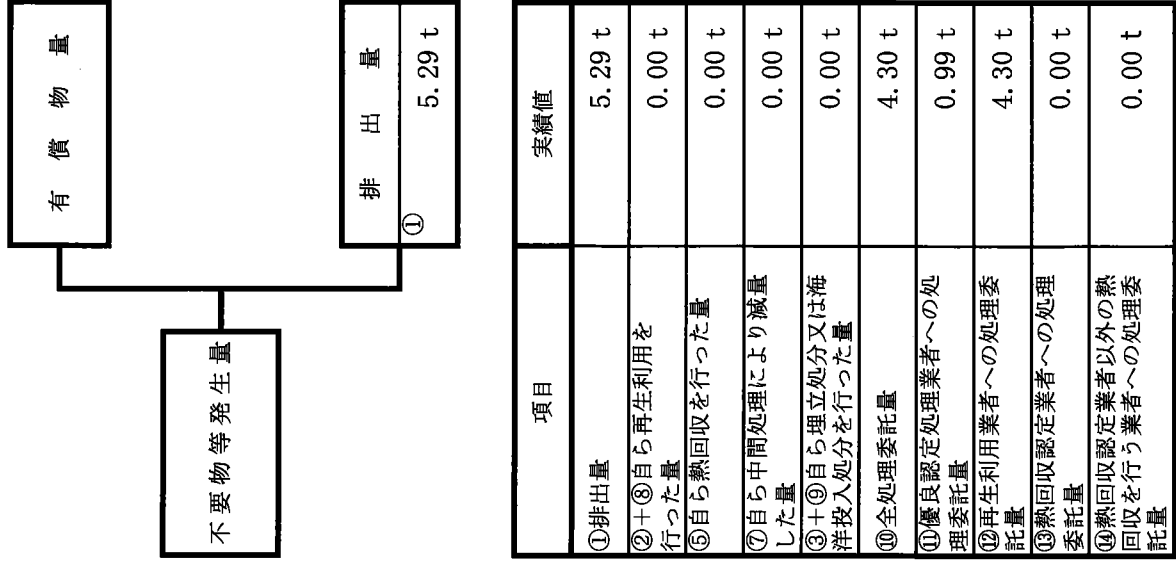 有償物量
排出量
①
5.29 t
不要物等発生量
項目
実績値
①排出量
5.29 t
②+⑧自ら再生利用を
行った量
0.00 t
⑤自ら熱回収を行った量
0.00 t
⑦自ら中間処理により減量
した量
0.00 t
③+⑨自ら埋立処分又は海
洋投入処分を行った量
0.00 t
⑩全処理委託量
4.30 t
⑪優良認定処理業者への処
理委託量
0.99 t
⑫再生利用業者への処理委
託量
4.30 t
⑬熱回収認定業者への処理
委託量
0.00 t
⑭熱回収認定業者以外の熱
回収を行う業者への処理委
託量
0.00 t